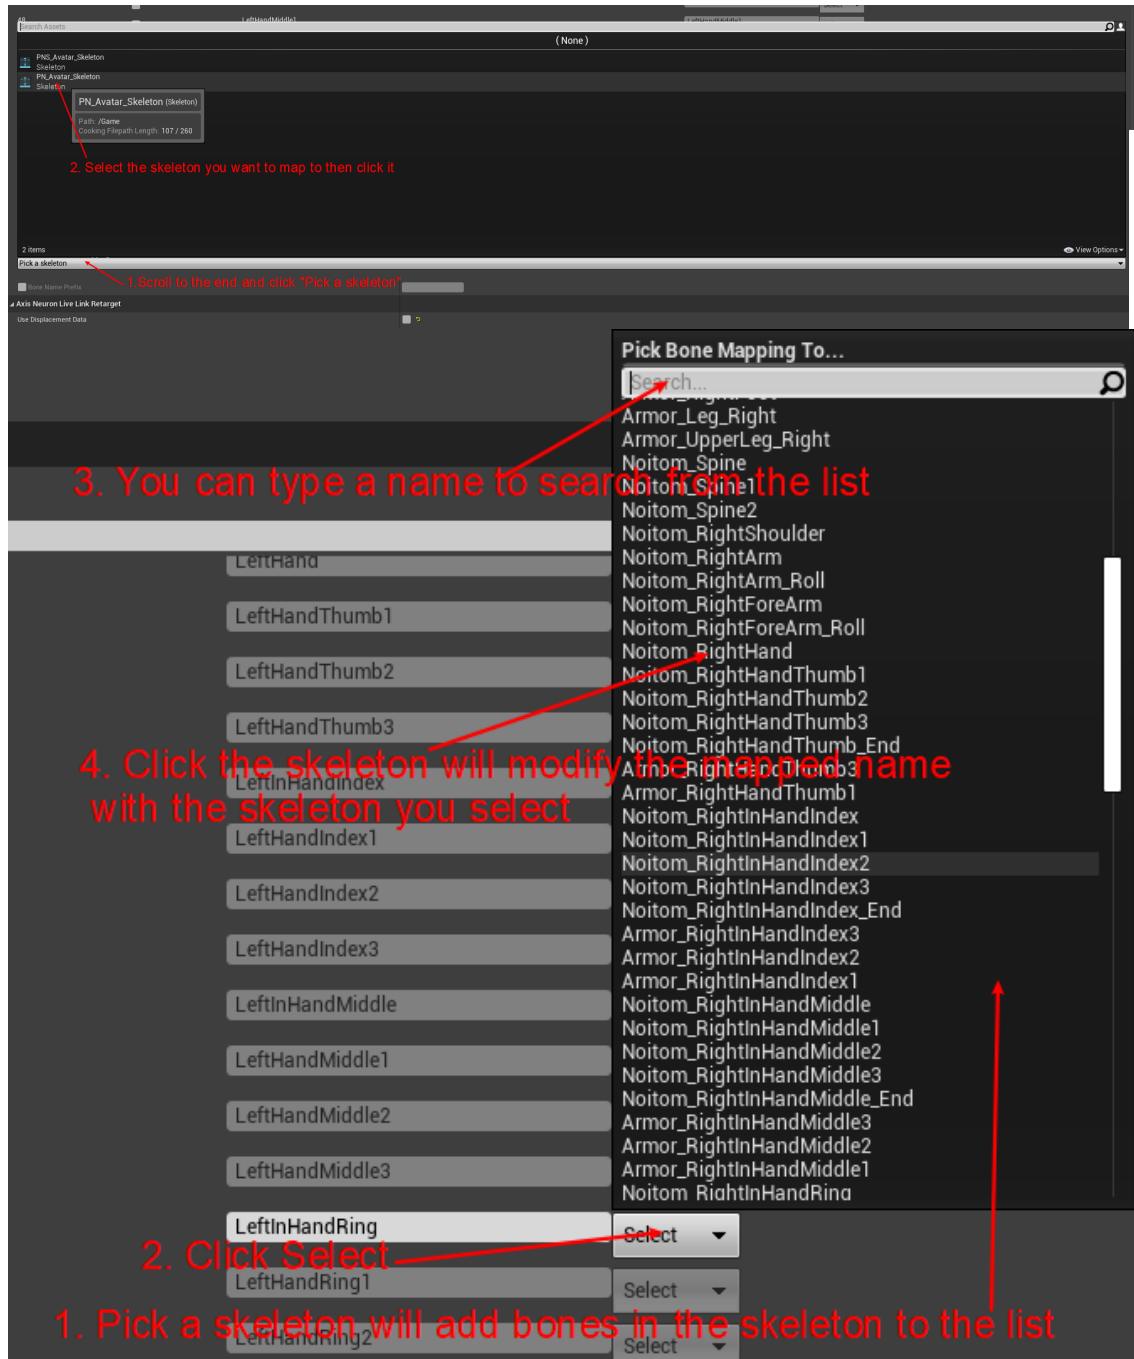 48
LeftHandMiddle1
LeftHandMiddle1
Select
Search Assets
( None )
PNS_Avatar_Skeleton
Skeleton
PN_Avatar_Skeleton
Skeleton
PN_Avatar_Skeleton (Skeleton)
Path: /Game
Cooking Filepath Length: 107 / 260
2. Select the skeleton you want to map to then click it
2 items
View Options
Pick a skeleton
1.Scroll to the end and click "Pick a skeleton"
Bone Name Prefix
Axis Neuron Live Link Retarget
Use Displacement Data
Pick Bone Mapping To...
Search...
Armor_Leg_Right
Armor_UpperLeg_Right
Noitom_Spine
3. You can type a name to search from the list
Noitom_Spine1
Noitom_Spine2
Noitom_RightShoulder
Noitom_RightArm
Noitom_RightArm_Roll
Noitom_RightForeArm
Noitom_RightForeArm_Roll
Noitom_RightHand
Noitom_RightHandThumb1
Noitom_RightHandThumb2
Noitom_RightHandThumb3
Noitom_RightHandThumb_End
Armor_RightHandThumb3
Armor_RightHandThumb1
Noitom_RightInHandIndex
Noitom_RightInHandIndex1
Noitom_RightInHandIndex2
Noitom_RightInHandIndex3
Noitom_RightInHandIndex_End
Armor_RightInHandIndex3
Armor_RightInHandIndex2
Armor_RightInHandIndex1
Noitom_RightInHandMiddle
Noitom_RightInHandMiddle1
Noitom_RightInHandMiddle2
Noitom_RightInHandMiddle3
Noitom_RightInHandMiddle_End
Armor_RightInHandMiddle3
Armor_RightInHandMiddle2
Armor_RightInHandMiddle1
Noitom_RightInHandRing
LeftHand
LeftHandThumb1
LeftHandThumb2
LeftHandThumb3
4. Click the skeleton will modify the mapped name
with the skeleton you select
LeftInHandIndex
LeftHandIndex1
LeftHandIndex2
LeftHandIndex3
LeftInHandMiddle
LeftHandMiddle1
LeftHandMiddle2
LeftHandMiddle3
LeftInHandRing
Select
2. Click Select
LeftHandRing1
Select
1. Pick a skeleton will add bones in the skeleton to the list
LeftHandRing2
Select